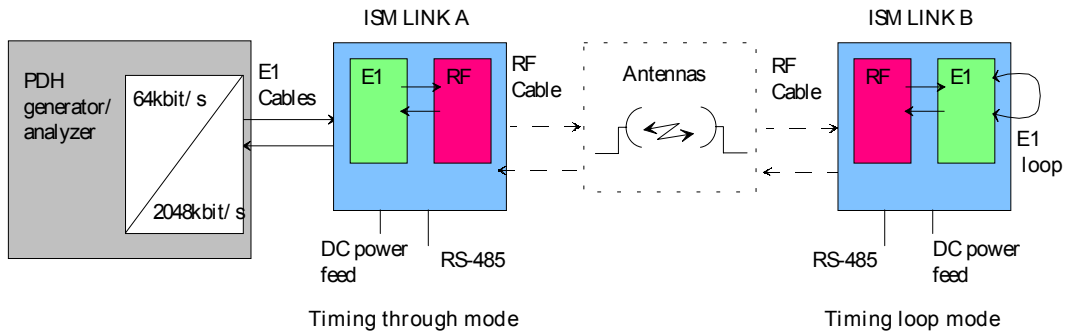 ISM LINK A
ISM LINK B
PDH
generator/
analyzer
64kbit/ s
2048kbit/ s
E1
Cables
E1
RF
RF
Cable
Antennas
RF
Cable
RF
E1
E1
loop
DC power
feed
RS-485
RS-485
DC power
feed
Timing through mode
Timing loop mode